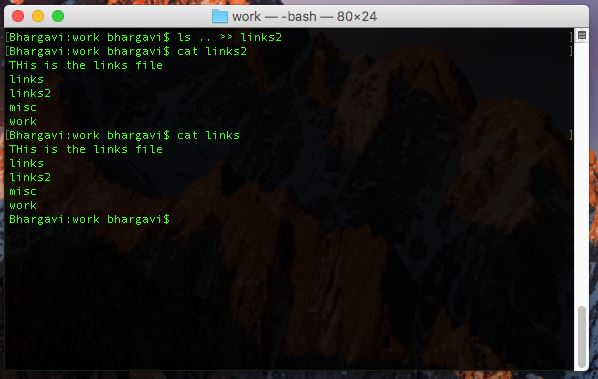 work — -bash — 80×24
[Bhargavi:work bhargavi$ ls .. >> links2 ]
[Bhargavi:work bhargavi$ cat links2 ]
THis is the links file
links
links2
misc
work
[Bhargavi:work bhargavi$ cat links ]
THis is the links file
links
links2
misc
work
Bhargavi:work bhargavi$